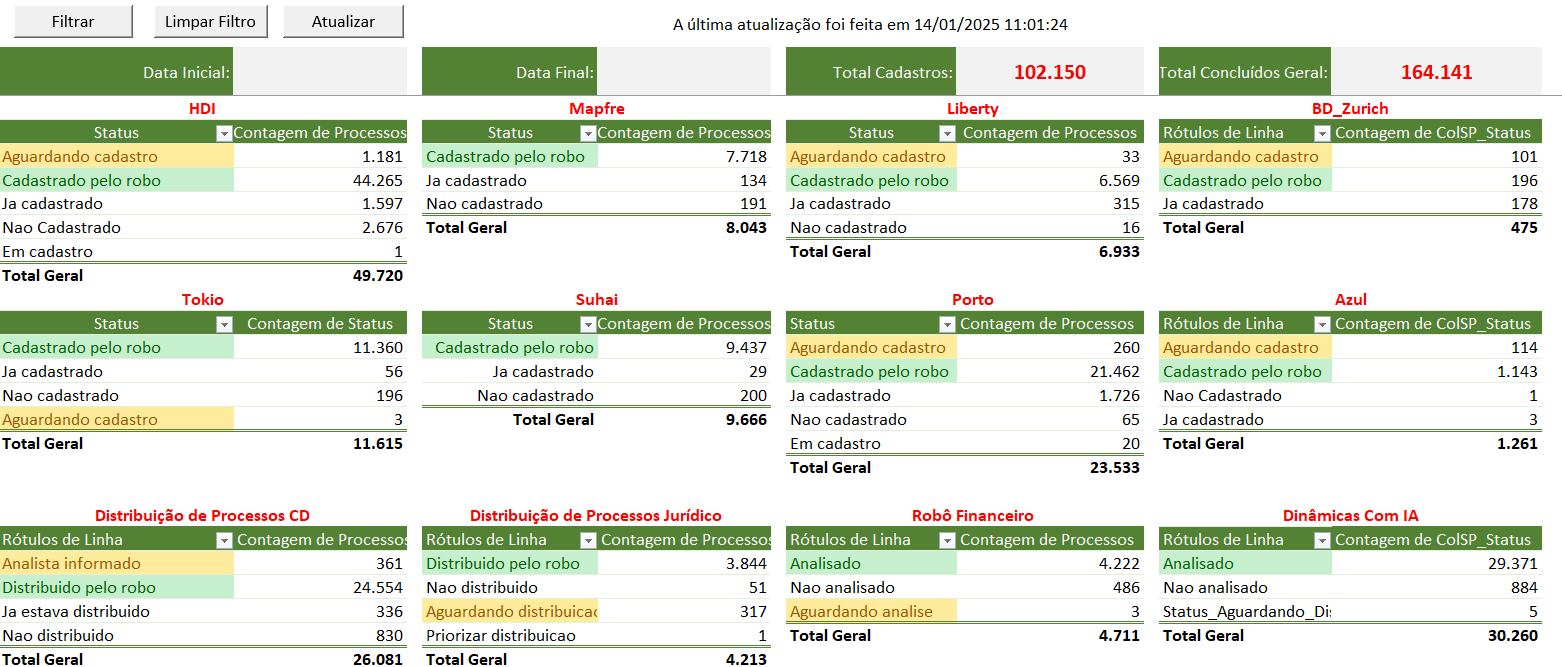 Filtrar Limpar Filtro Atualizar A última atualização foi feita em 14/01/2025 11:01:24
Data Inicial: Data Final: Total Cadastros: 102.150 Total Concluídos Geral: 164.141
HDI
Status Contagem de Processos
Aguardando cadastro 1.181
Cadastrado pelo robo 44.265
Ja cadastrado 1.597
Nao Cadastrado 2.676
Em cadastro 1
Total Geral 49.720
Mapfre
Status Contagem de Processos
Cadastrado pelo robo 7.718
Ja cadastrado 134
Nao cadastrado 191
Total Geral 8.043
Liberty
Status Contagem de Processos
Aguardando cadastro 33
Cadastrado pelo robo 6.569
Ja cadastrado 315
Nao cadastrado 16
Total Geral 6.933
BD_Zurich
Rótulos de Linha Contagem de ColSP_Status
Aguardando cadastro 101
Cadastrado pelo robo 196
Ja cadastrado 178
Total Geral 475
Tokio
Status Contagem de Status
Cadastrado pelo robo 11.360
Ja cadastrado 56
Nao cadastrado 196
Aguardando cadastro 3
Total Geral 11.615
Suhai
Status Contagem de Processos
Cadastrado pelo robo 9.437
Ja cadastrado 29
Nao cadastrado 200
Total Geral 9.666
Porto
Status Contagem de Processos
Aguardando cadastro 260
Cadastrado pelo robo 21.462
Ja cadastrado 1.726
Nao cadastrado 65
Em cadastro 20
Total Geral 23.533
Azul
Rótulos de Linha Contagem de ColSP_Status
Aguardando cadastro 114
Cadastrado pelo robo 1.143
Nao Cadastrado 1
Ja cadastrado 3
Total Geral 1.261
Distribuição de Processos CD
Rótulos de Linha Contagem de Processos
Analista informado 361
Distribuido pelo robo 24.554
Ja estava distribuido 336
Nao distribuido 830
Total Geral 26.081
Distribuição de Processos Jurídico
Rótulos de Linha Contagem de Processos
Distribuido pelo robo 3.844
Nao distribuido 51
Aguardando distribuicao 317
Priorizar distribuicao 1
Total Geral 4.213
Robô Financeiro
Rótulos de Linha Contagem de Processos
Analisado 4.222
Nao analisado 486
Aguardando analise 3
Total Geral 4.711
Dinâmicas Com IA
Rótulos de Linha Contagem de ColSP_Status
Analisado 29.371
Nao analisado 884
Status_Aguardando_Di 5
Total Geral 30.260